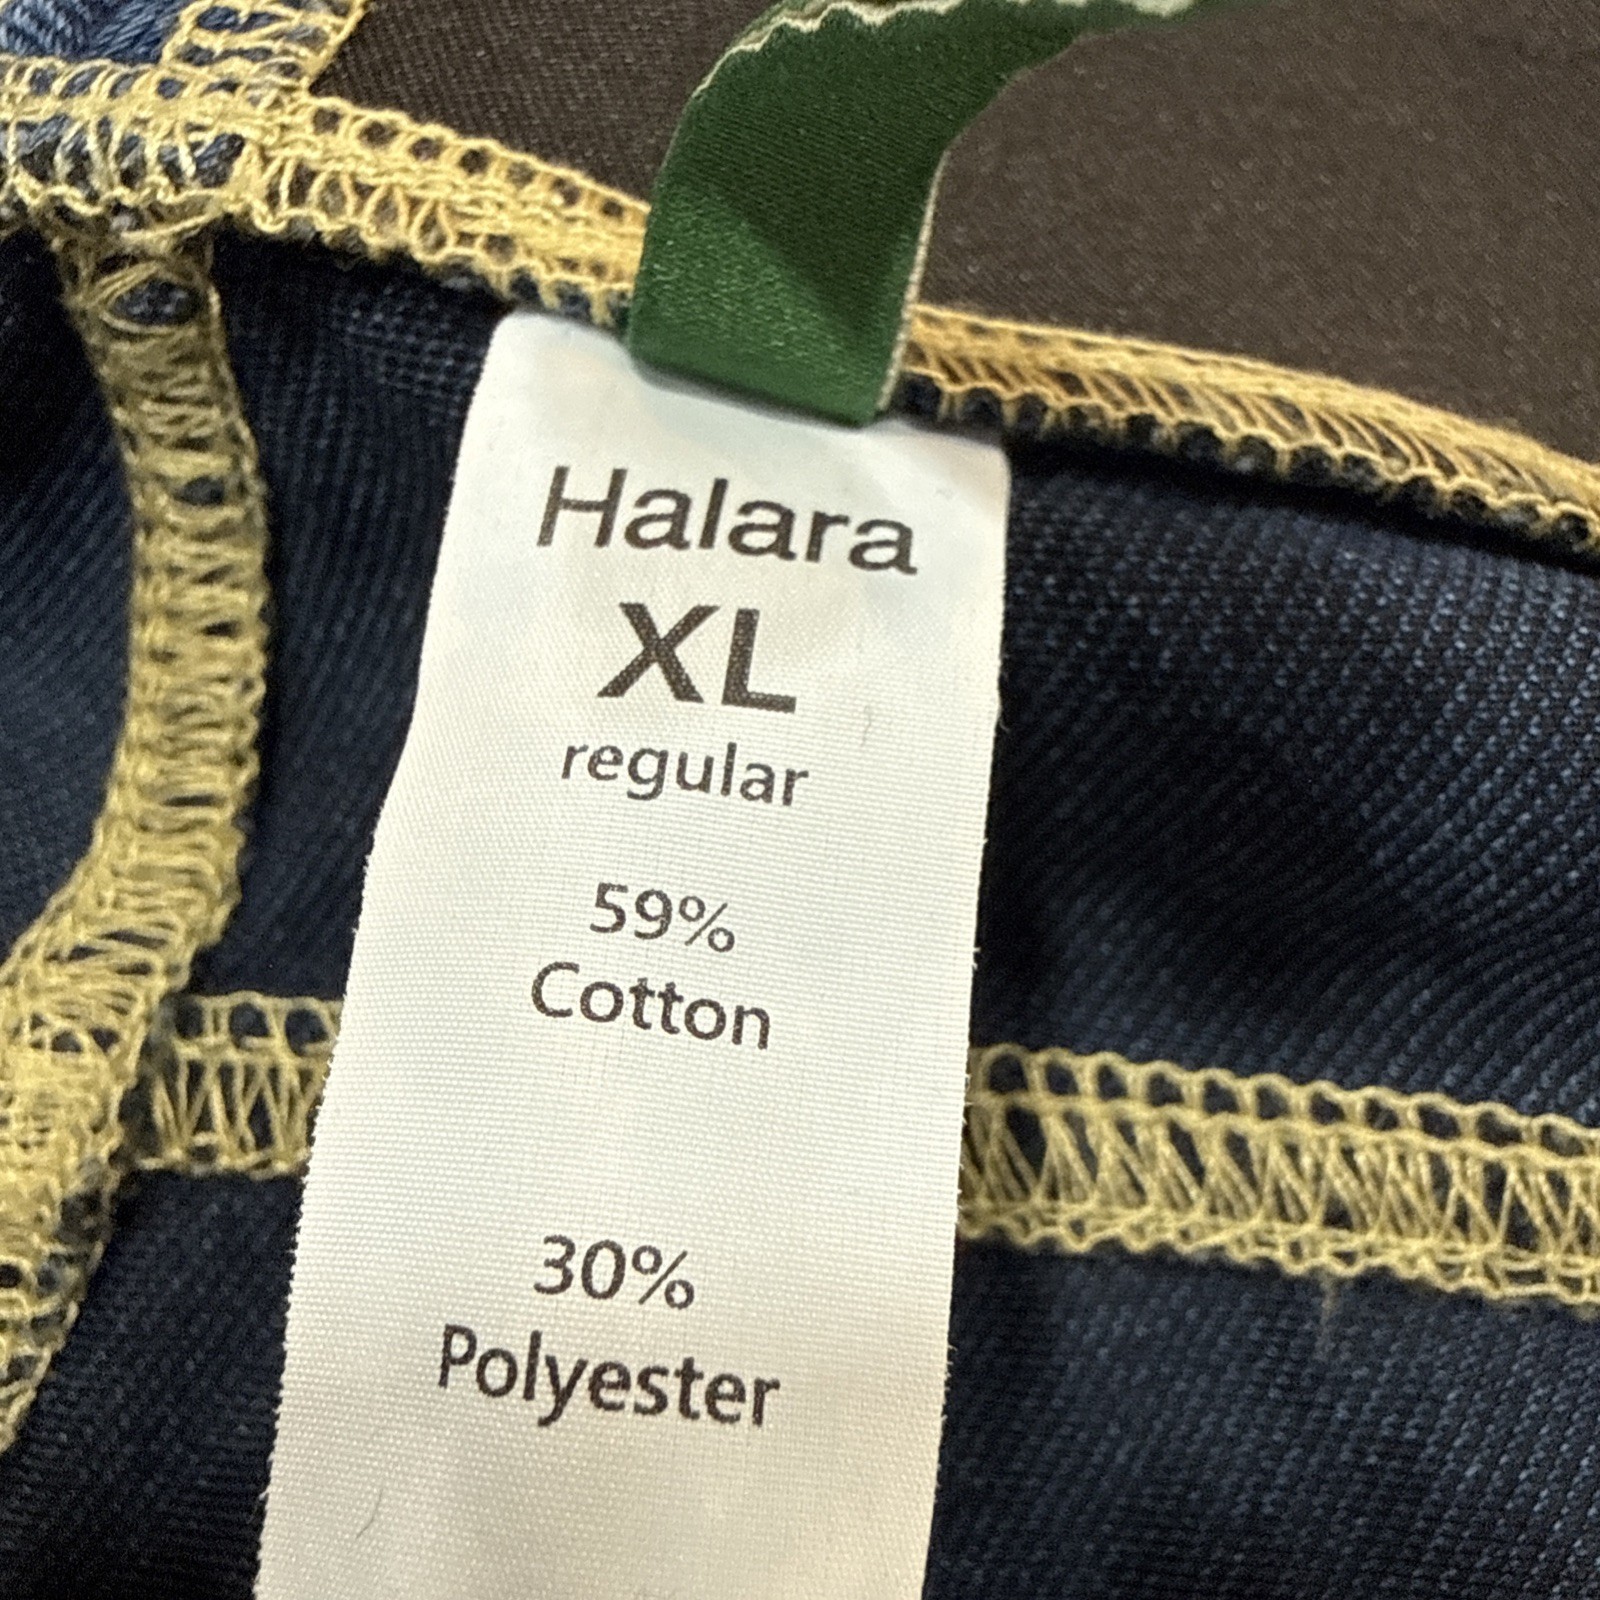 Halara
XL
regular
59%
Cotton
30%
Polyester